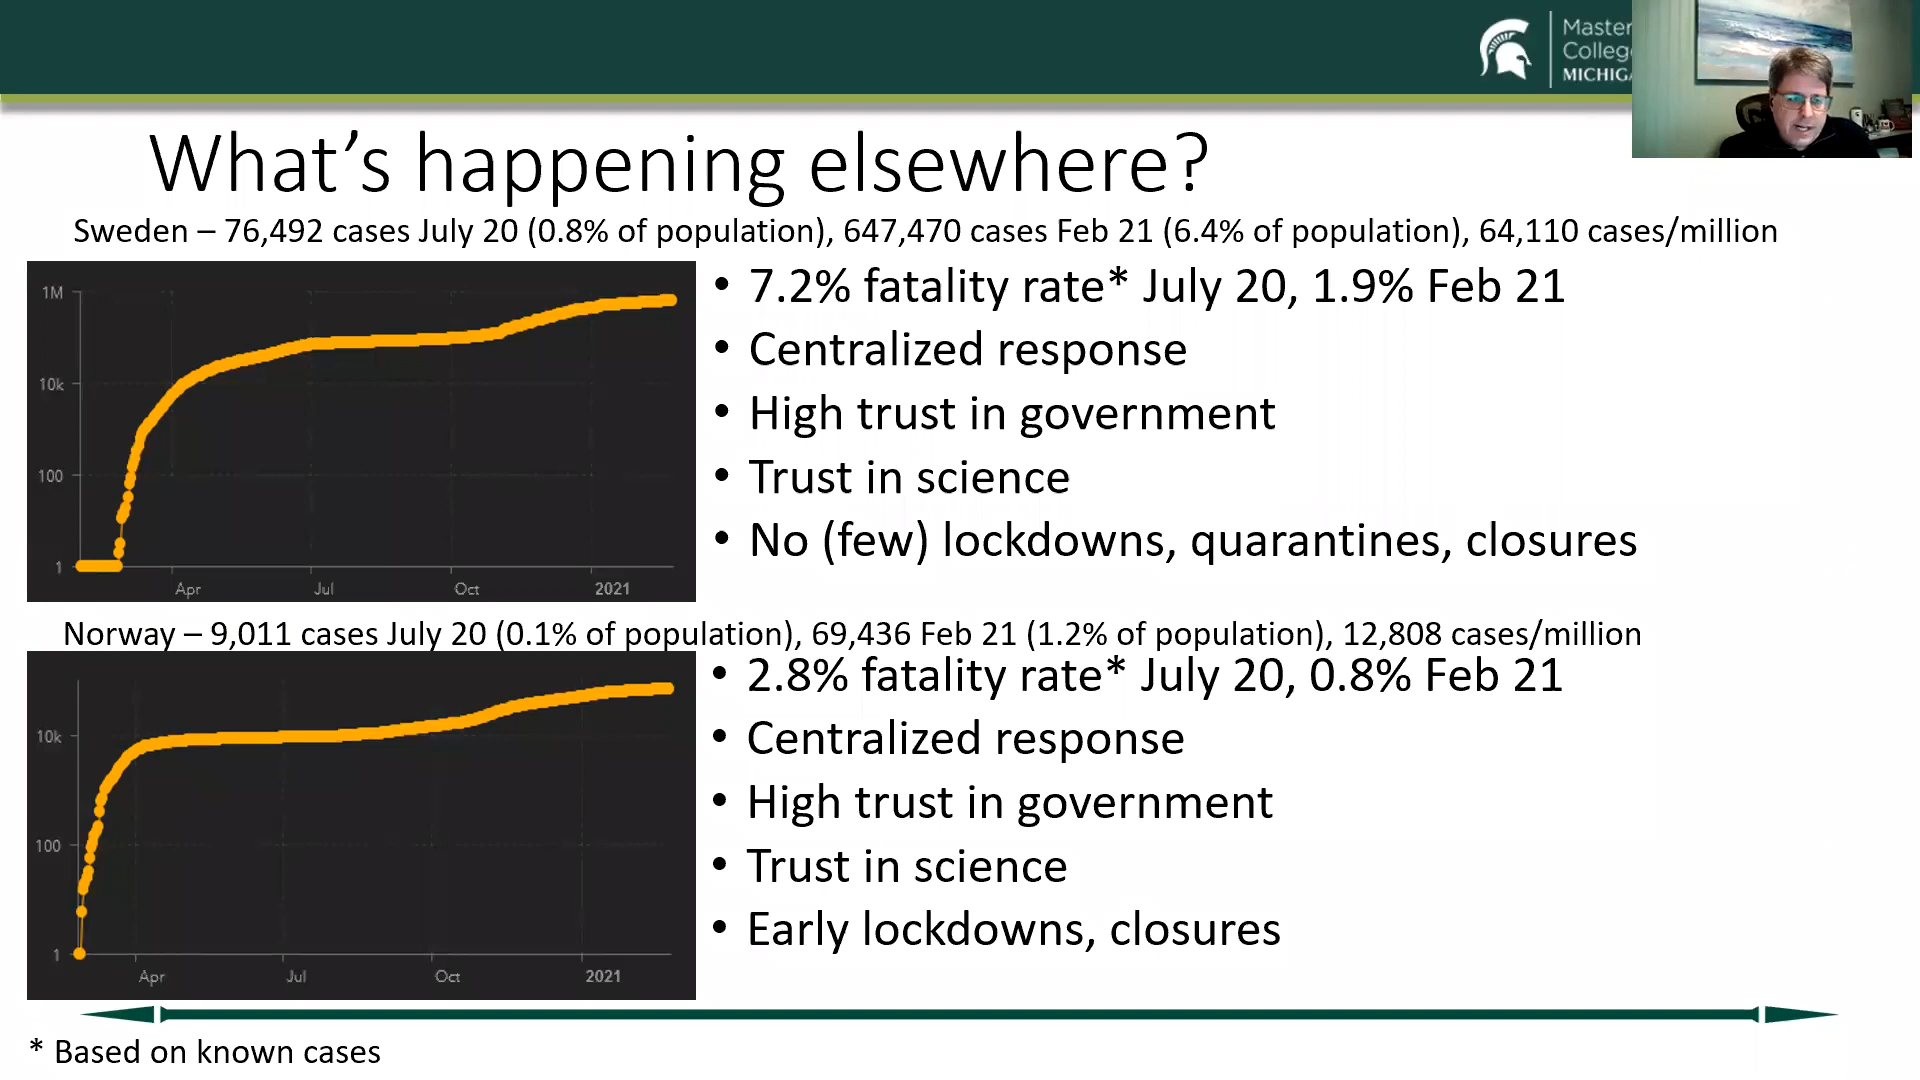 Master
Colleg
MICHIG
What's happening elsewhere?
Sweden – 76,492 cases July 20 (0.8% of population), 647,470 cases Feb 21 (6.4% of population), 64,110 cases/million
1M
10k
100
1
Apr Jul Oct 2021
• 7.2% fatality rate* July 20, 1.9% Feb 21
• Centralized response
• High trust in government
• Trust in science
• No (few) lockdowns, quarantines, closures
Norway – 9,011 cases July 20 (0.1% of population), 69,436 Feb 21 (1.2% of population), 12,808 cases/million
10k
100
1
Apr Jul Oct 2021
• 2.8% fatality rate* July 20, 0.8% Feb 21
• Centralized response
• High trust in government
• Trust in science
• Early lockdowns, closures
* Based on known cases